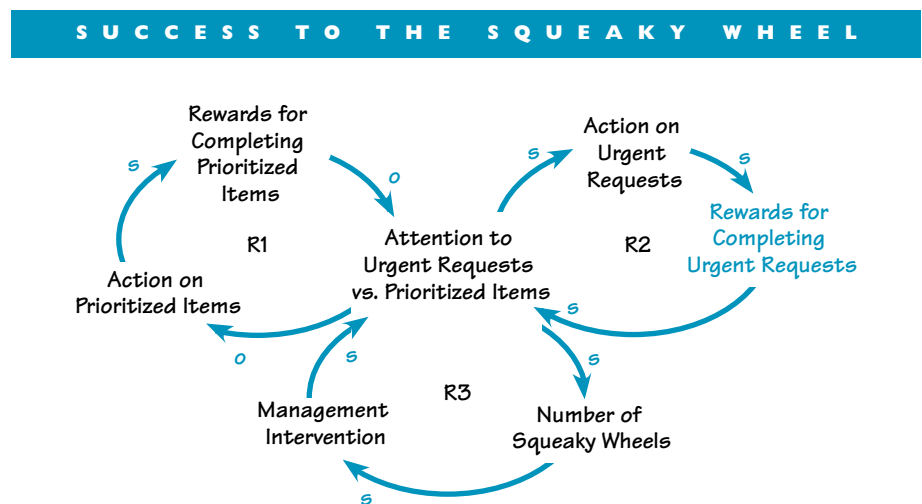 SUCCESS TO THE SQUEAKY WHEEL
Rewards for
Completing
Prioritized
Items
s
o
R1
Action on
Prioritized Items
o
Attention to
Urgent Requests
vs. Prioritized Items
s
Action on
Urgent
Requests
s
R2
Rewards for
Completing
Urgent Requests
s
s
R3
s
Management
Intervention
Number of
Squeaky Wheels
s